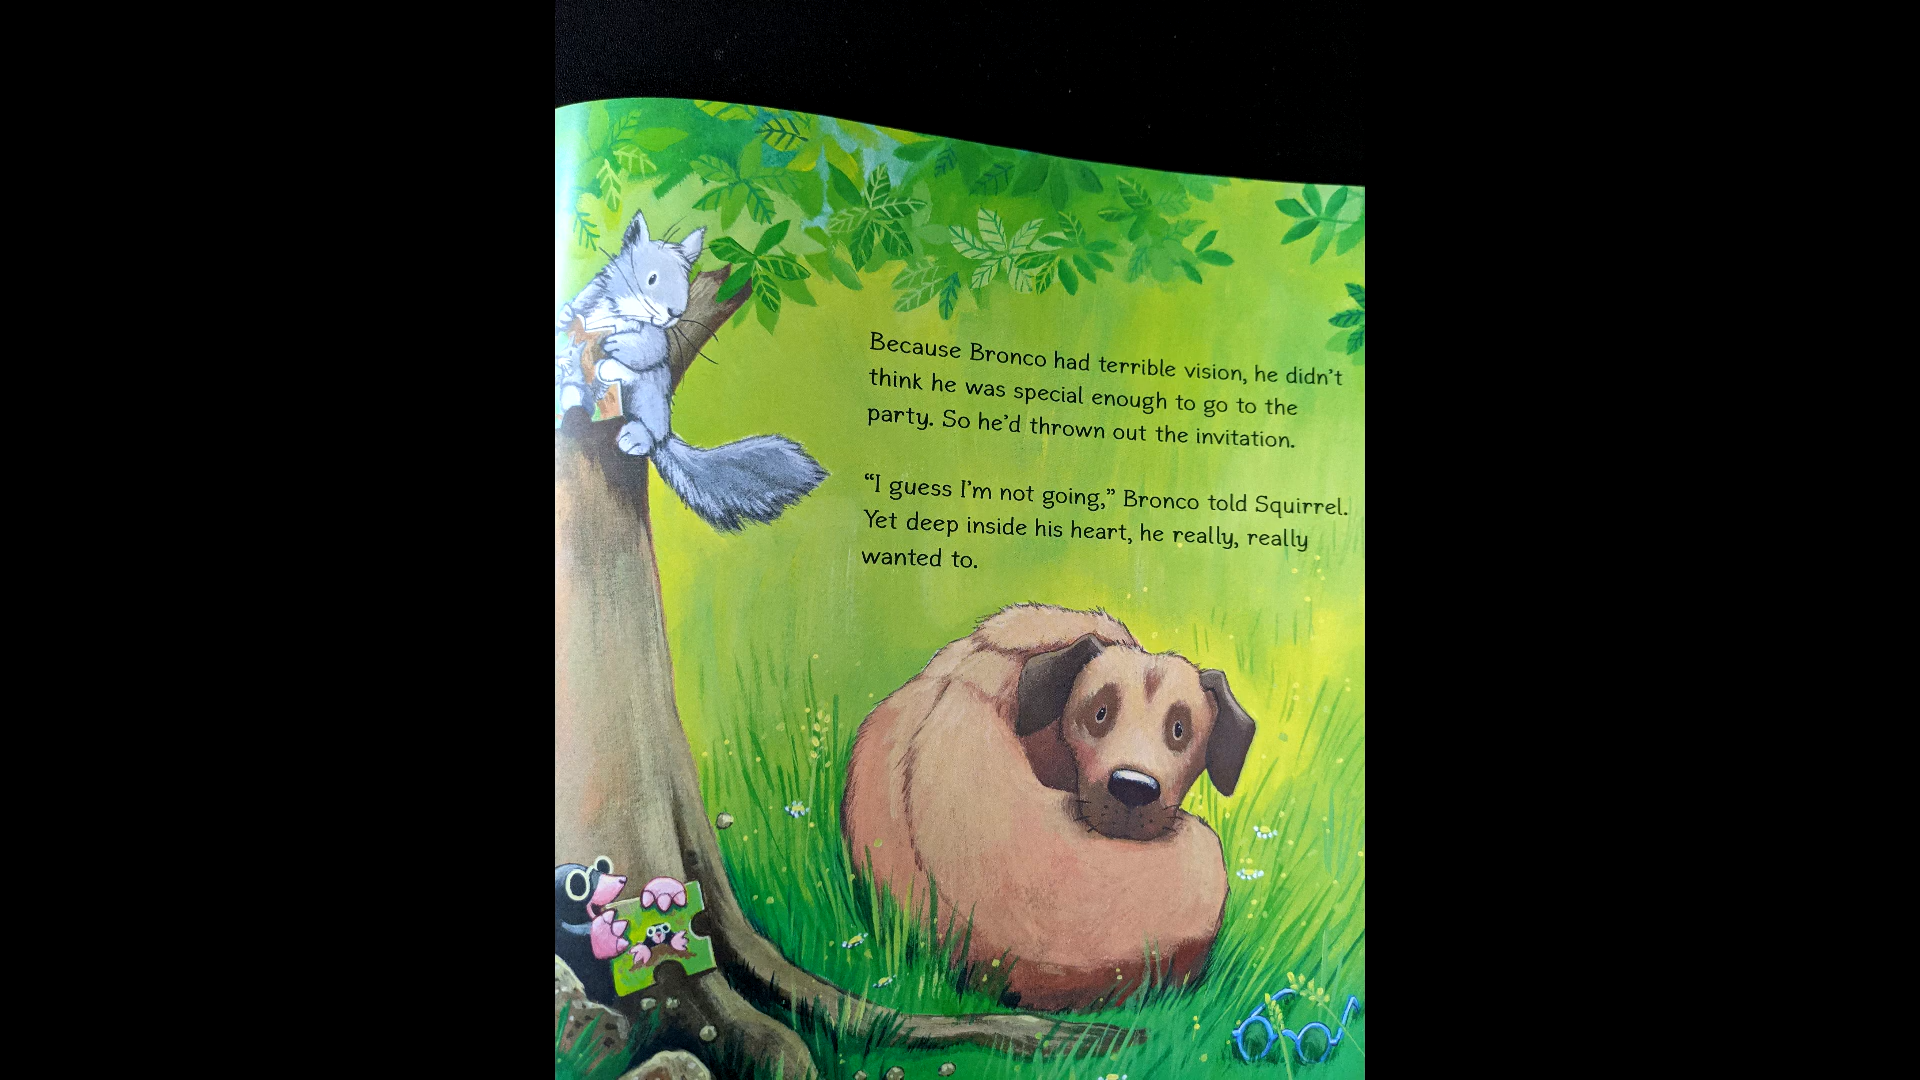 Because Bronco had terrible vision, he didn't
think he was special enough to go to the
party. So he'd thrown out the invitation.
“I guess I'm not going,” Bronco told Squirrel.
Yet deep inside his heart, he really, really
wanted to.